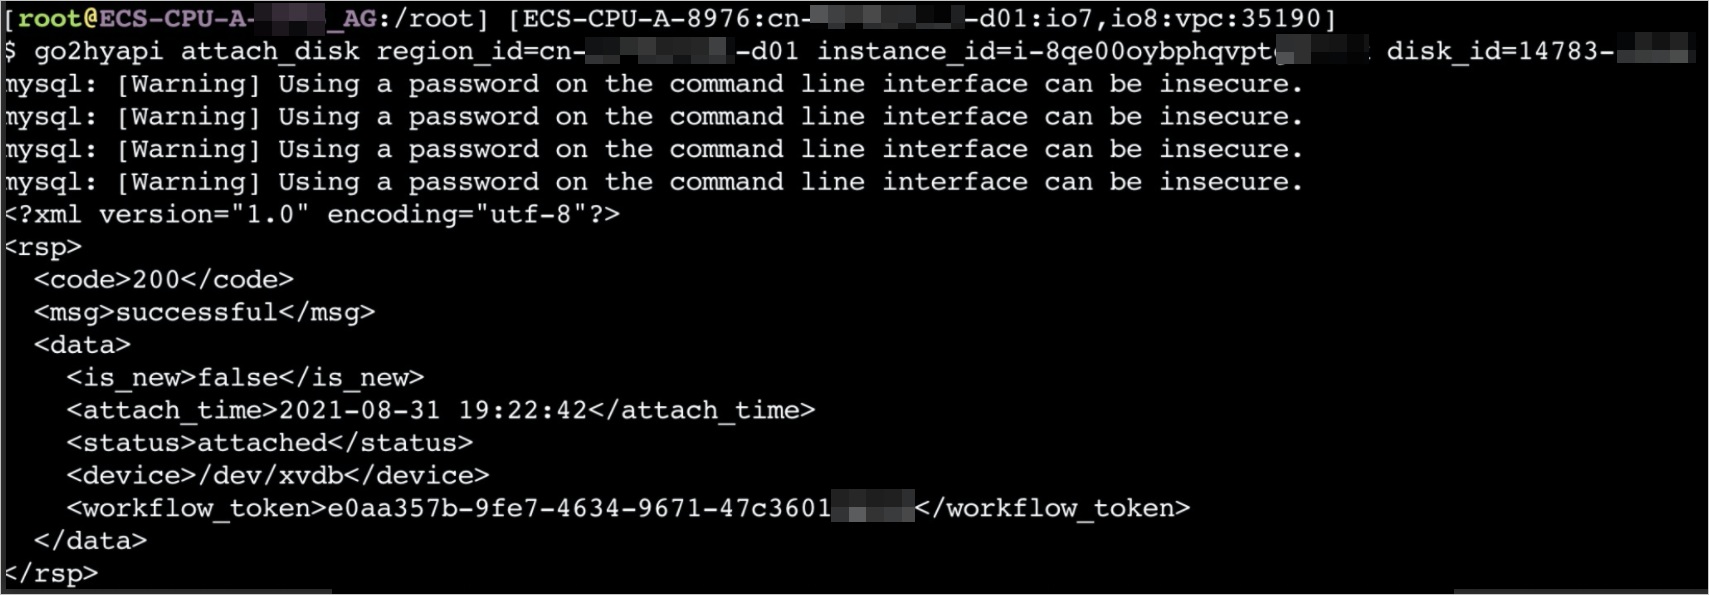 [root@ECS-CPU-A-_AG:/root] [ECS-CPU-A-8976:cn--d01:io7,io8:vpc:35190]
$ go2hyapi attach_disk region_id=cn--d01 instance_id=i-8qe00oybphqvpt disk_id=14783-
mysql: [Warning] Using a password on the command line interface can be insecure.
mysql: [Warning] Using a password on the command line interface can be insecure.
mysql: [Warning] Using a password on the command line interface can be insecure.
mysql: [Warning] Using a password on the command line interface can be insecure.
<?xml version="1.0" encoding="utf-8"?>
<rsp>
  <code>200</code>
  <msg>successful</msg>
  <data>
    <is_new>false</is_new>
    <attach_time>2021-08-31 19:22:42</attach_time>
    <status>attached</status>
    <device>/dev/xvdb</device>
    <workflow_token>e0aa357b-9fe7-4634-9671-47c3601</workflow_token>
  </data>
</rsp>